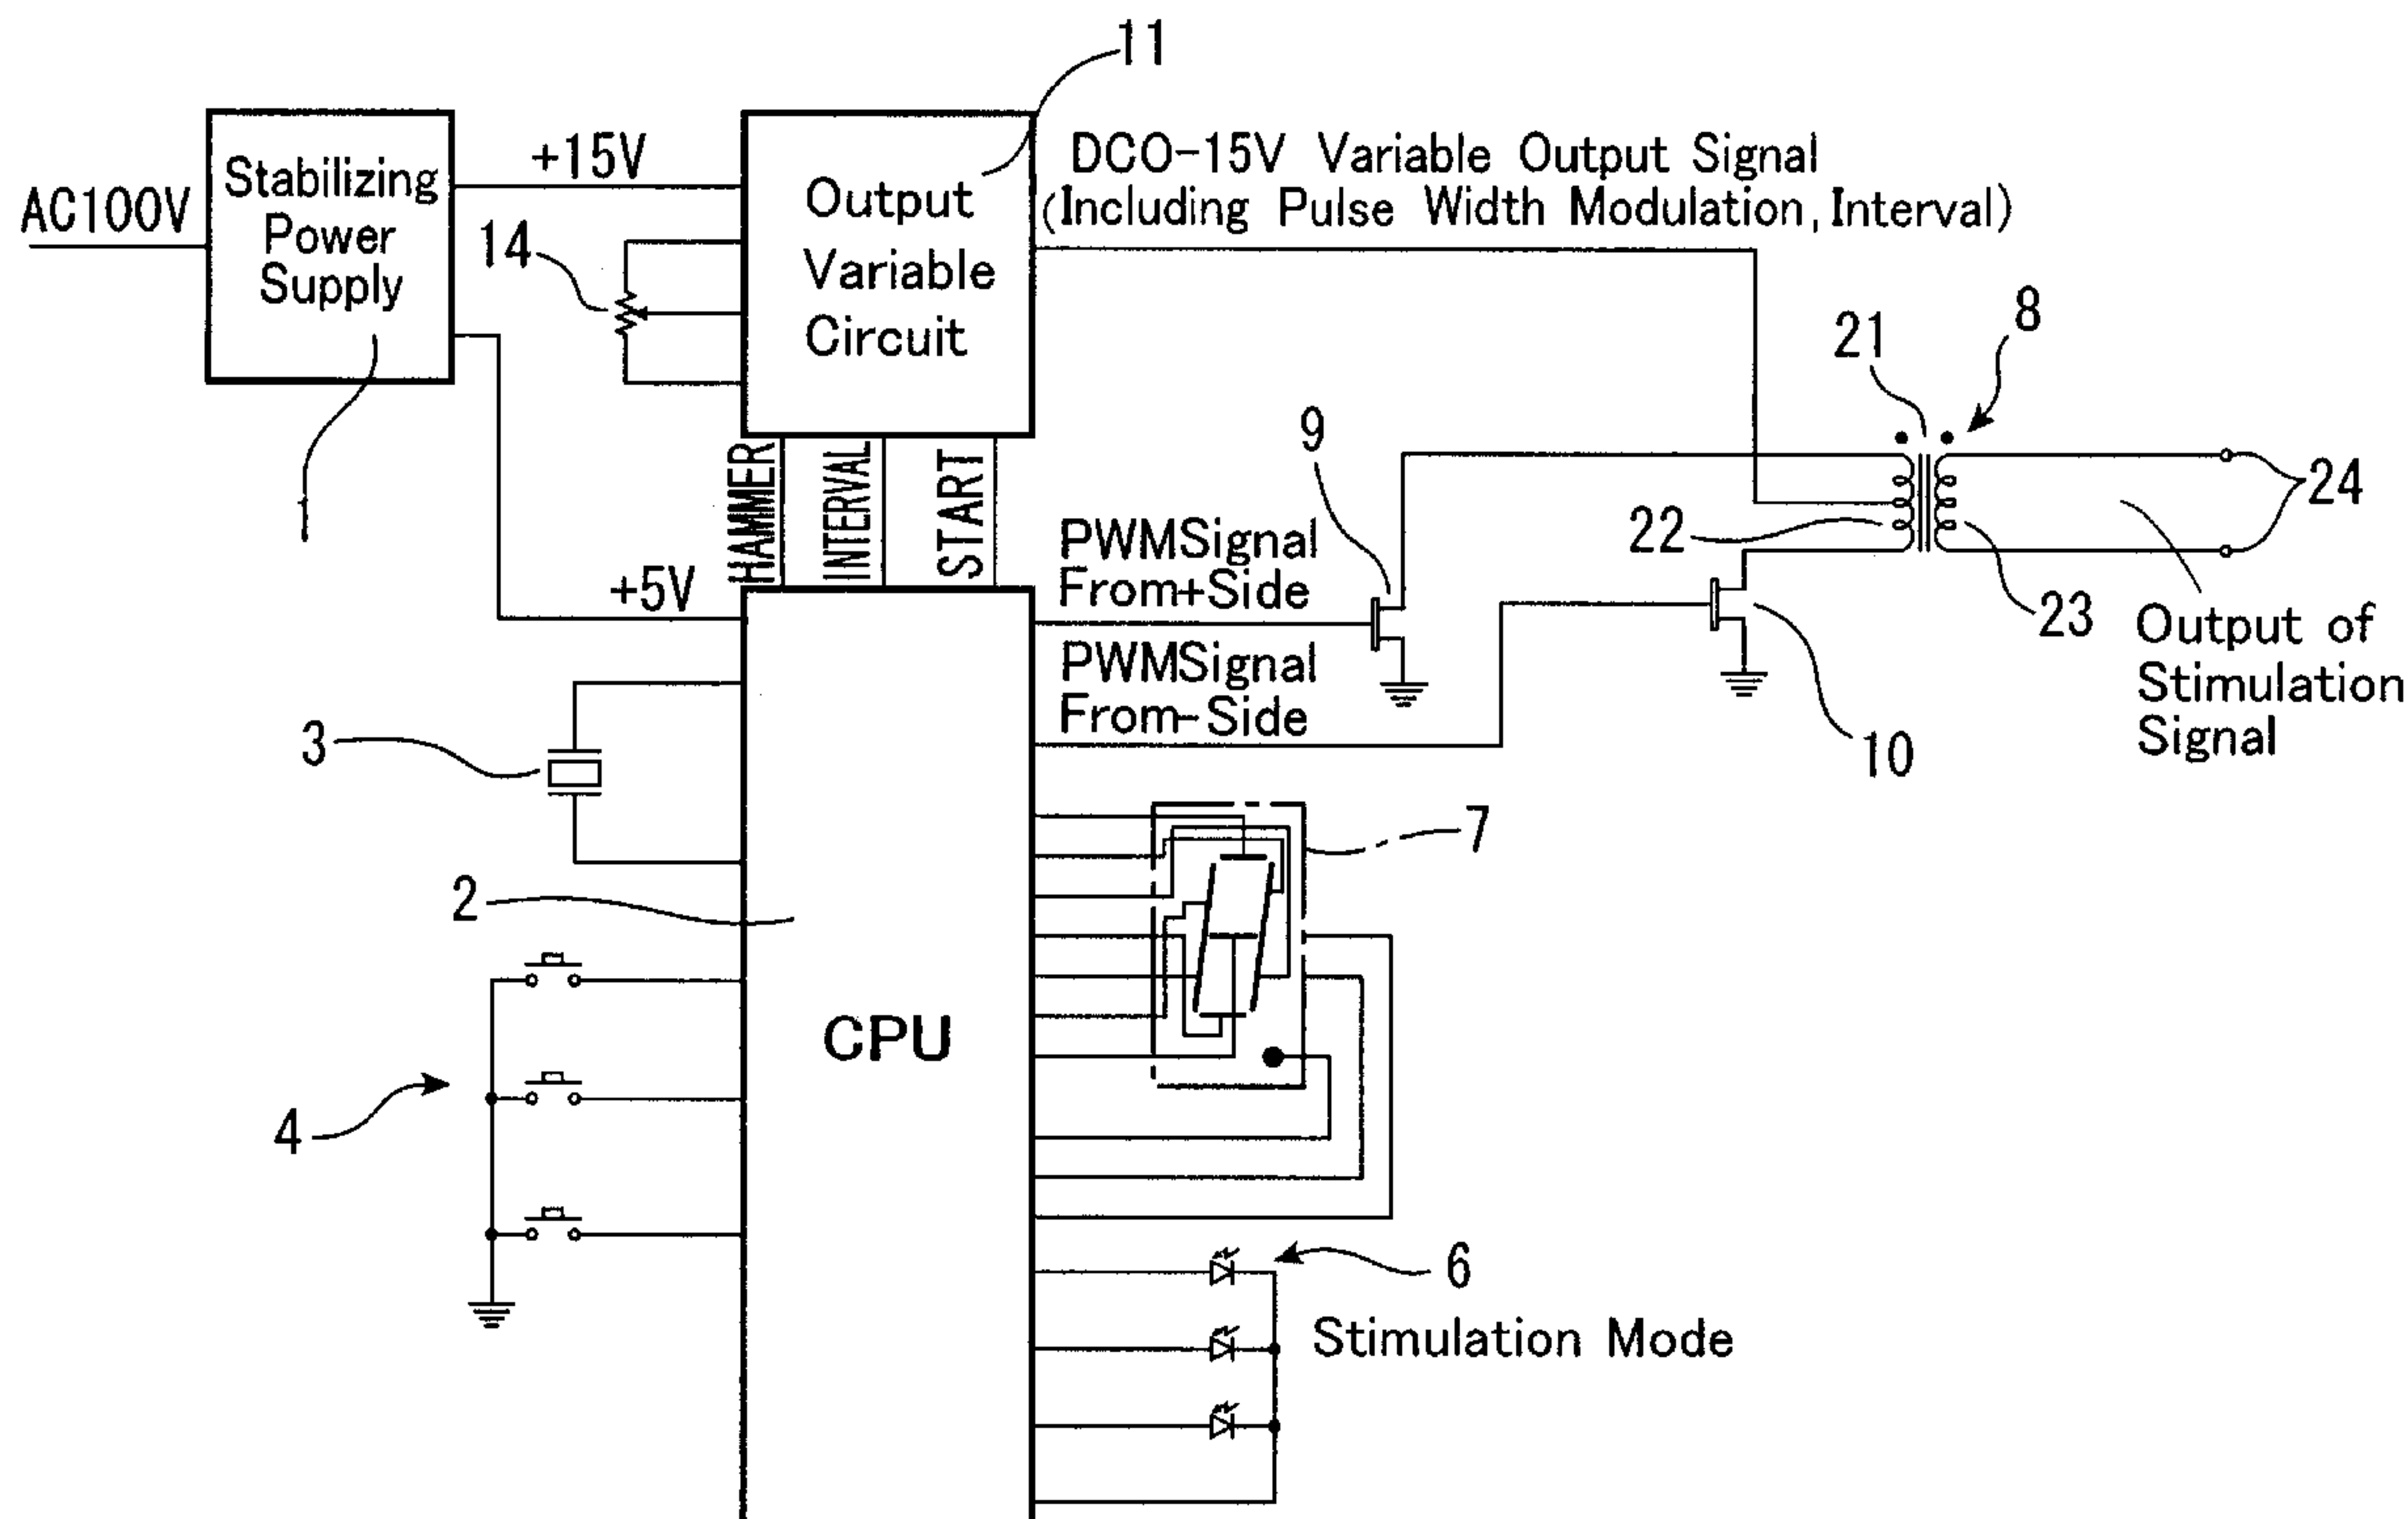 11
Stabilizing
Power
Supply
AC100V
+15V
Output
Variable
Circuit
DCO-15V Variable Output Signal
(Including Pulse Width Modulation, Interval)
14
1
HAMMER
INTERVAL
START
21
8
9
22
23
24
PWMSignal
From+Side
+5V
PWMSignal
From-Side
10
Output of
Stimulation
Signal
3
7
2
CPU
4
6
Stimulation Mode